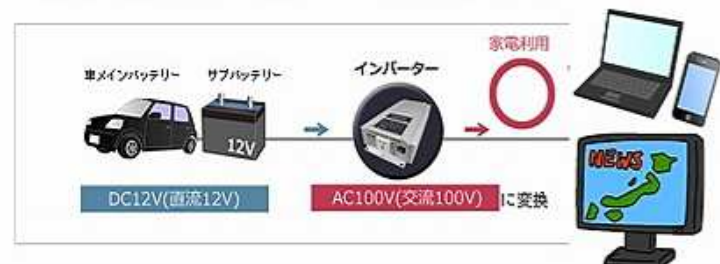 家電利用
車メインバッテリー サブバッテリー インバーター
12V
NEWS
DC12V(直流12V) AC100V(交流100V) に変換